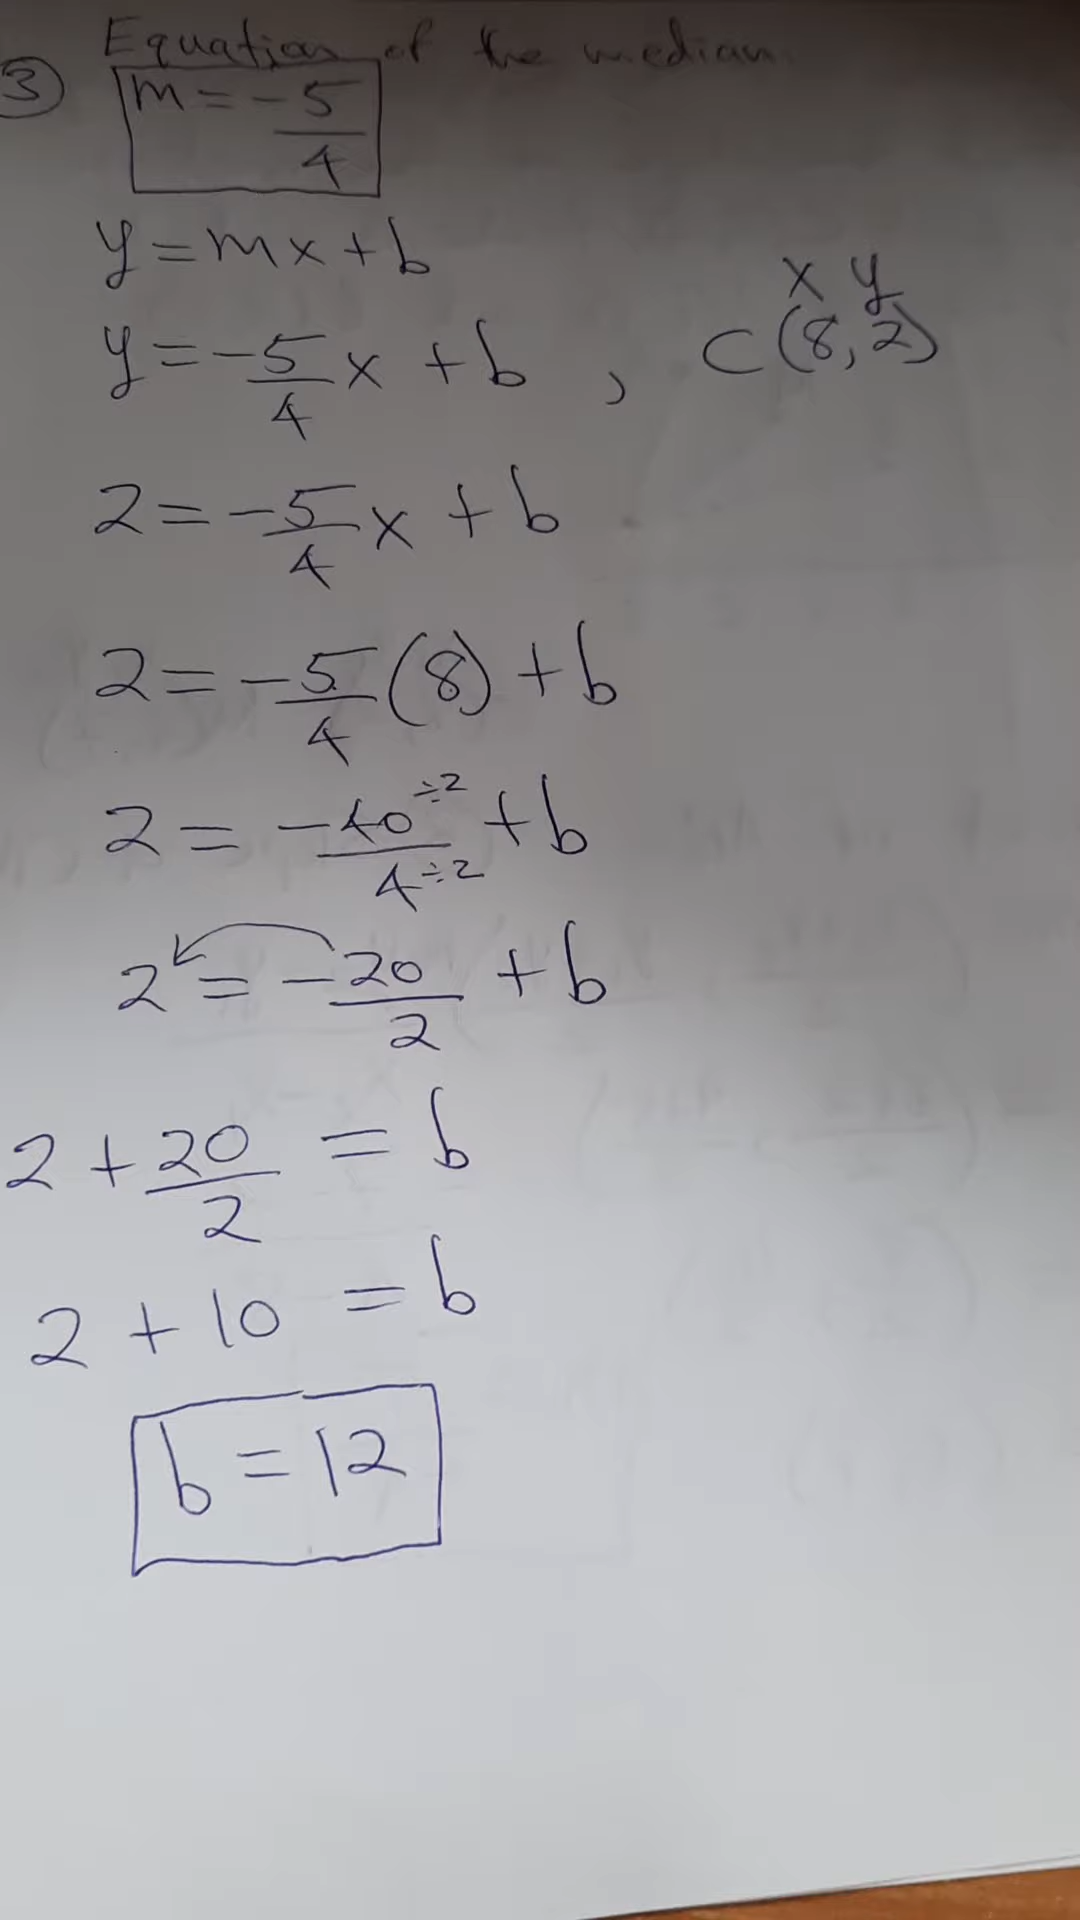 Equation of the median
③ m = -5/4
y = mx + b
y = -5/4 x + b , C (8, 2)
x y
2 = -5/4 x + b
2 = -5/4 (8) + b
2 = -40÷2/4÷2 + b
2 = -20/2 + b
2 + 20/2 = b
2 + 10 = b
b = 12